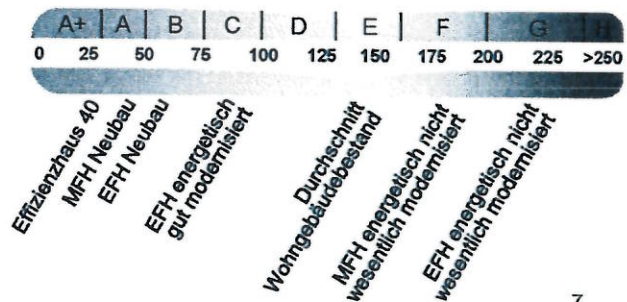 A+ A B C D E F G H
0 25 50 75 100 125 150 175 200 225 >250
Effizienzhaus 40
MFH Neubau
EFH Neubau
EFH energetisch
gut modernisiert
Durchschnitt
Wohngebäudebestand
MFH energetisch nicht
wesentlich modernisiert
EFH energetisch nicht
wesentlich modernisiert